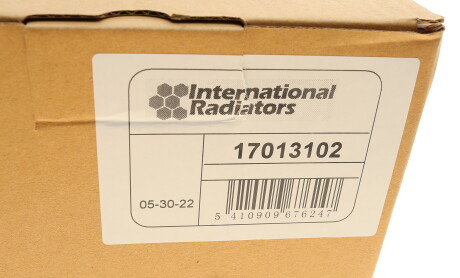 International
Radiators
17013102
05-30-22
5 410909 676247